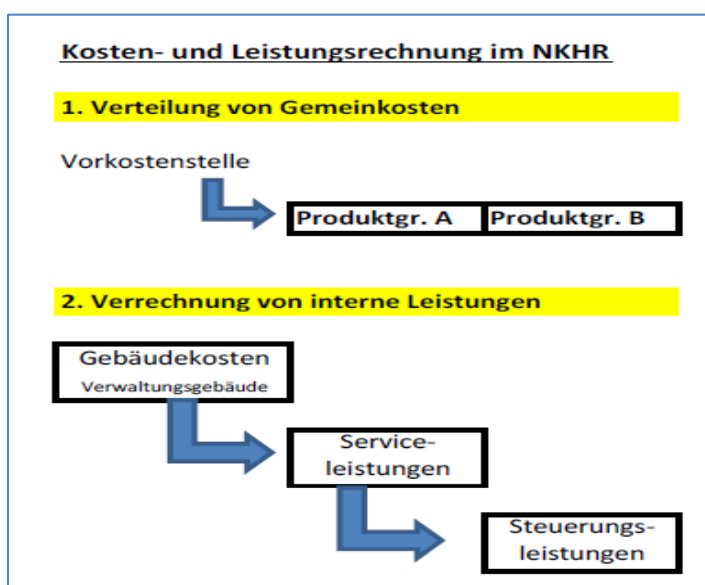 Kosten- und Leistungsrechnung im NKHR
1. Verteilung von Gemeinkosten
Vorkostenstelle
Produktgr. A Produktgr. B
2. Verrechnung von interne Leistungen
Gebäudekosten
Verwaltungsgebäude
Service-
leistungen
Steuerungs-
leistungen